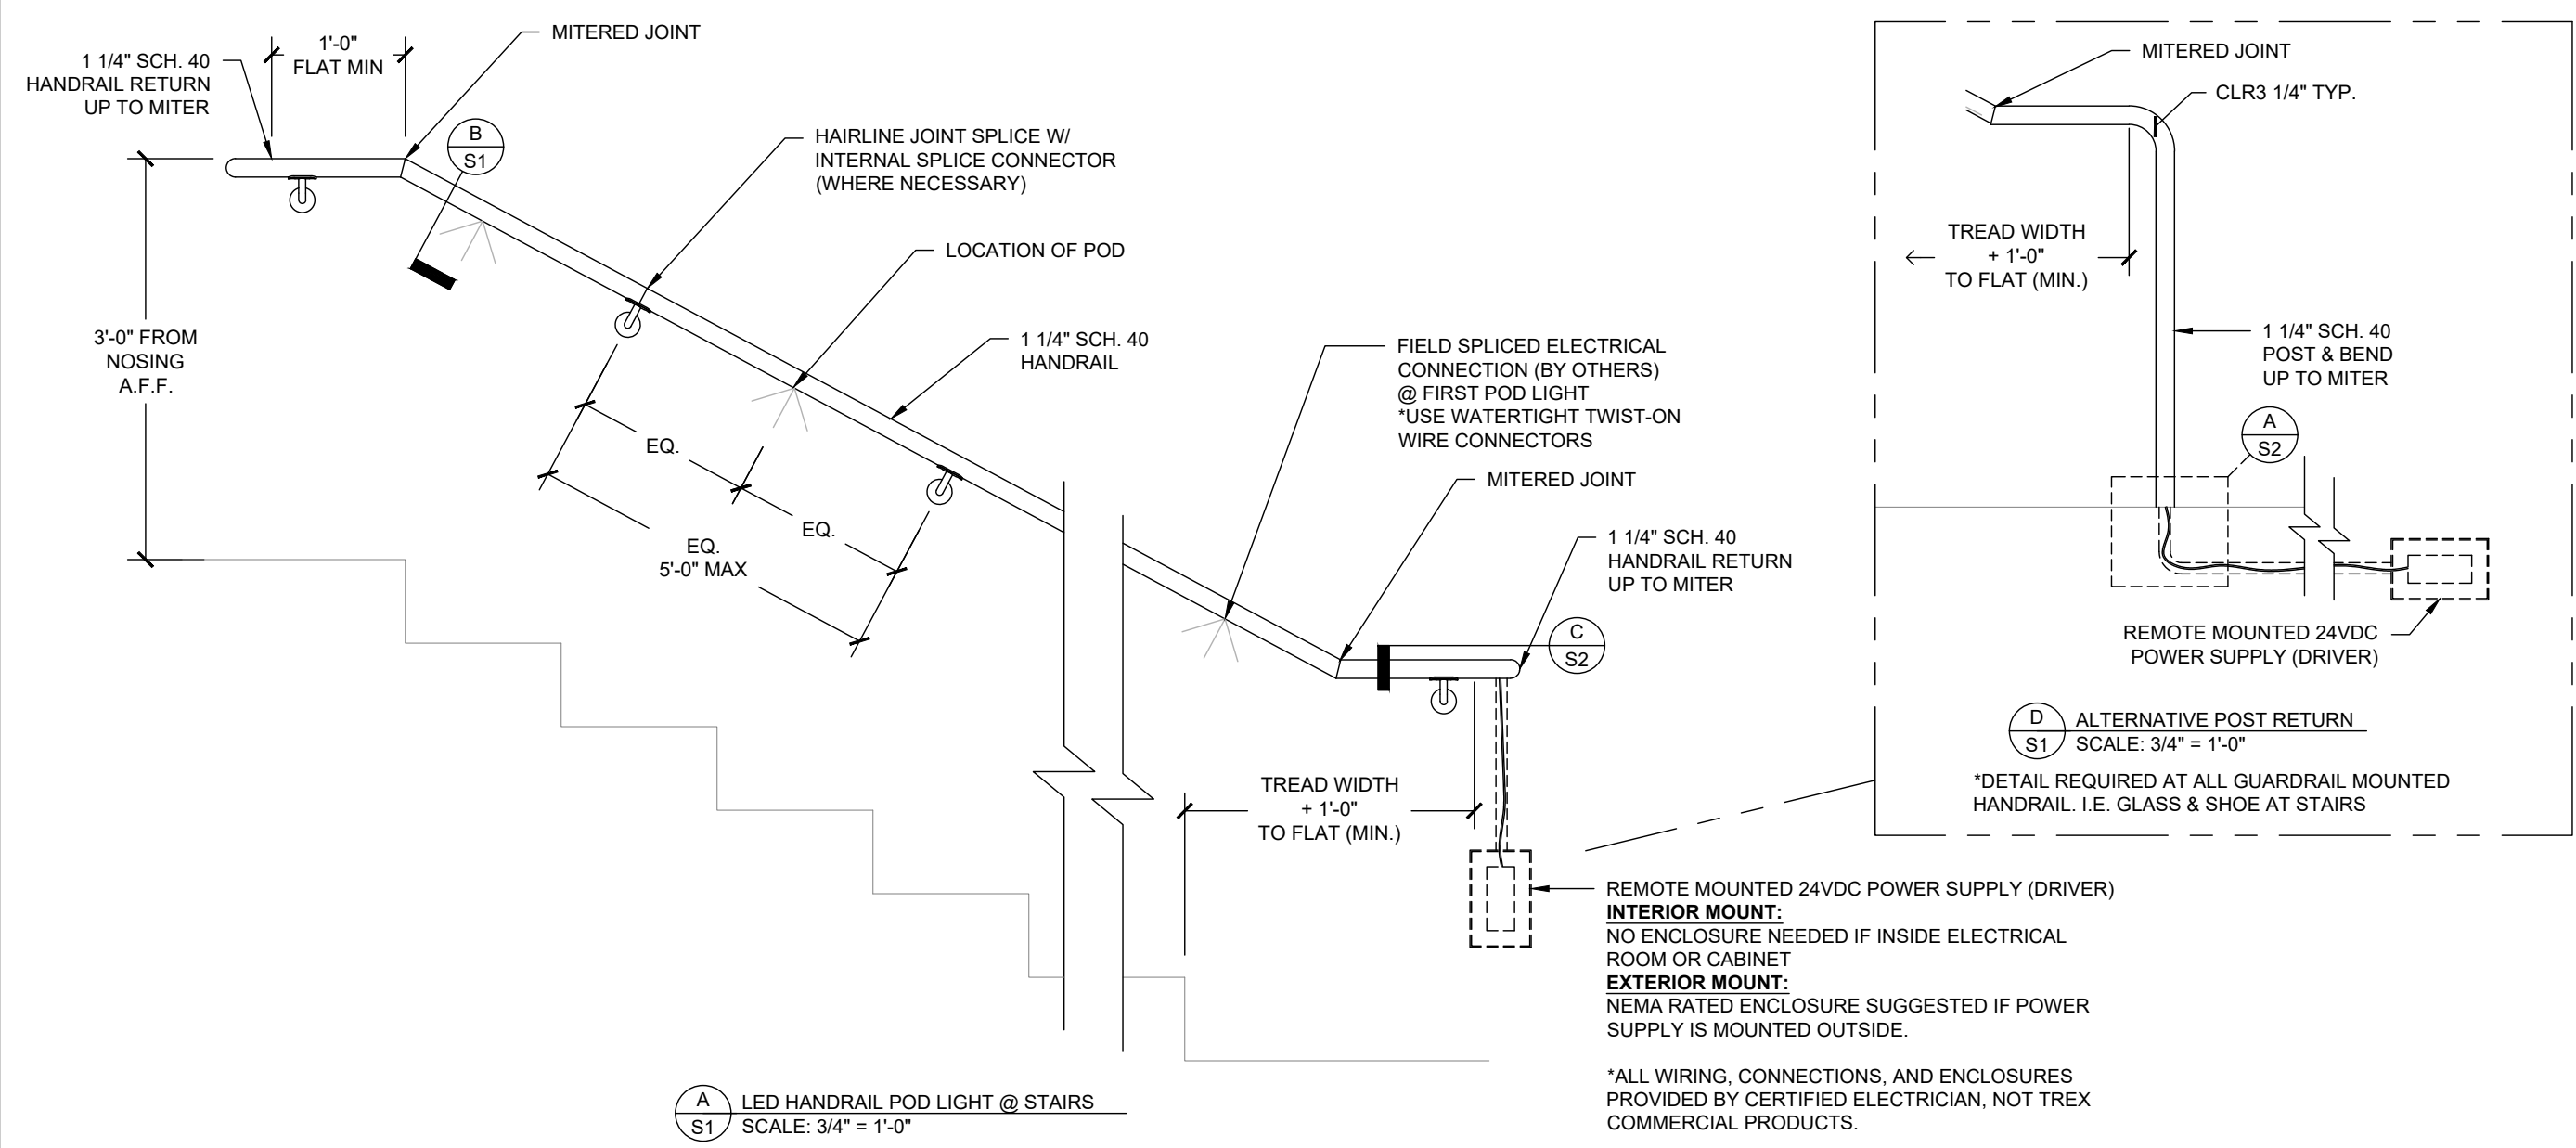 1 1/4" SCH. 40
HANDRAIL RETURN
UP TO MITER
1'-0"
FLAT MIN
MITERED JOINT
B
S1
HAIRLINE JOINT SPLICE W/
INTERNAL SPLICE CONNECTOR
(WHERE NECESSARY)
LOCATION OF POD
1 1/4" SCH. 40
HANDRAIL
3'-0" FROM
NOSING
A.F.F.
EQ.
EQ.
EQ.
5'-0" MAX
FIELD SPLICED ELECTRICAL
CONNECTION (BY OTHERS)
@ FIRST POD LIGHT
*USE WATERTIGHT TWIST-ON
WIRE CONNECTORS
MITERED JOINT
1 1/4" SCH. 40
HANDRAIL RETURN
UP TO MITER
C
S2
TREAD WIDTH
+ 1'-0"
TO FLAT (MIN.)
REMOTE MOUNTED 24VDC POWER SUPPLY (DRIVER)
INTERIOR MOUNT:
NO ENCLOSURE NEEDED IF INSIDE ELECTRICAL
ROOM OR CABINET
EXTERIOR MOUNT:
NEMA RATED ENCLOSURE SUGGESTED IF POWER
SUPPLY IS MOUNTED OUTSIDE.
*ALL WIRING, CONNECTIONS, AND ENCLOSURES
PROVIDED BY CERTIFIED ELECTRICIAN, NOT TREX
COMMERCIAL PRODUCTS.
A
S1
LED HANDRAIL POD LIGHT @ STAIRS
SCALE: 3/4" = 1'-0"
MITERED JOINT
CLR3 1/4" TYP.
TREAD WIDTH
+ 1'-0"
TO FLAT (MIN.)
1 1/4" SCH. 40
POST & BEND
UP TO MITER
A
S2
REMOTE MOUNTED 24VDC
POWER SUPPLY (DRIVER)
D
S1
ALTERNATIVE POST RETURN
SCALE: 3/4" = 1'-0"
*DETAIL REQUIRED AT ALL GUARDRAIL MOUNTED
HANDRAIL. I.E. GLASS & SHOE AT STAIRS